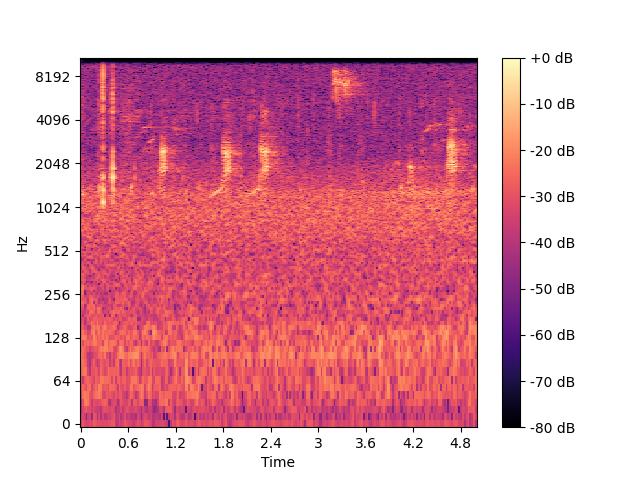 8192
4096
2048
1024
512
256
128
64
0
Hz
0 0.6 1.2 1.8 2.4 3 3.6 4.2 4.8
Time
+0 dB
-10 dB
-20 dB
-30 dB
-40 dB
-50 dB
-60 dB
-70 dB
-80 dB